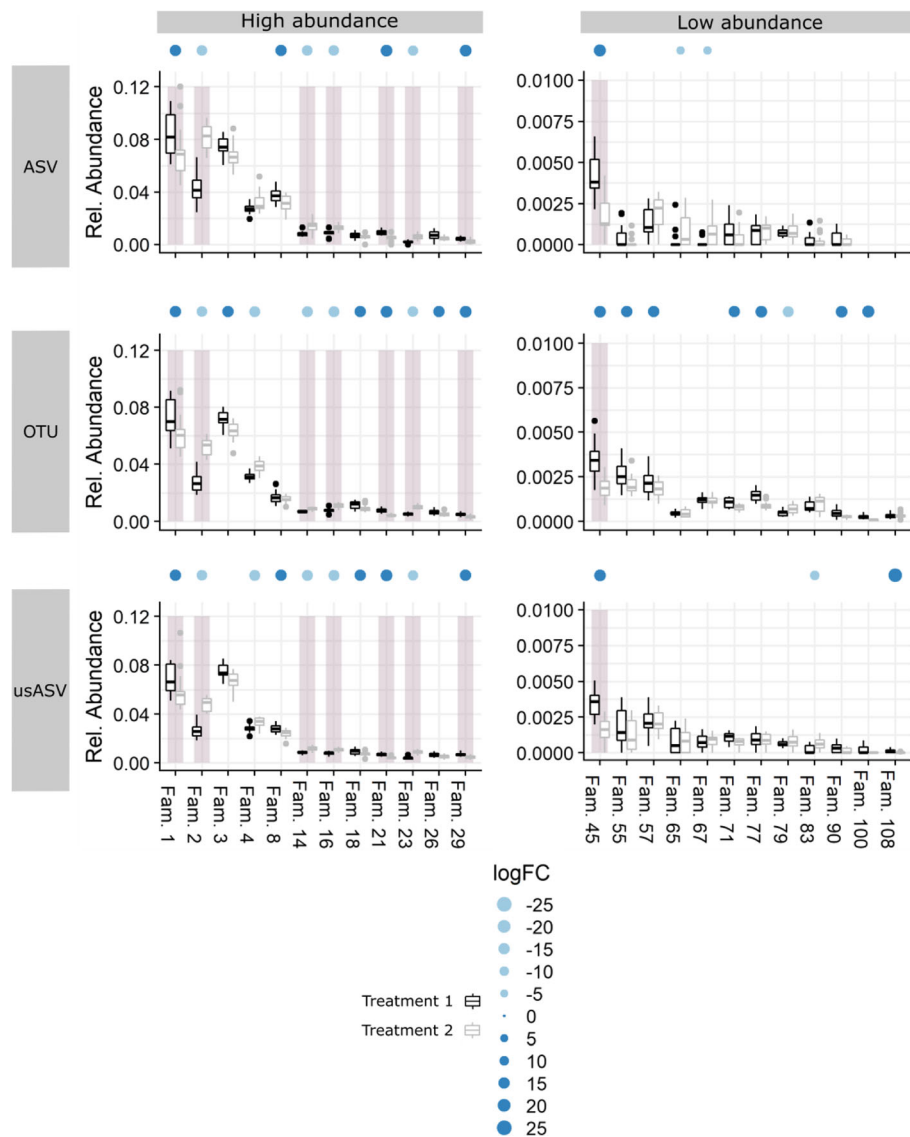 High abundance
Low abundance
ASV
Rel. Abundance
0.12
0.08
0.04
0.00
0.0100
0.0075
0.0050
0.0025
0.0000
OTU
Rel. Abundance
0.12
0.08
0.04
0.00
0.0100
0.0075
0.0050
0.0025
0.0000
usASV
Rel. Abundance
0.12
0.08
0.04
0.00
0.0100
0.0075
0.0050
0.0025
0.0000
Fam. 1
Fam. 2
Fam. 3
Fam. 4
Fam. 8
Fam. 14
Fam. 16
Fam. 18
Fam. 21
Fam. 23
Fam. 26
Fam. 29
Fam. 45
Fam. 55
Fam. 57
Fam. 65
Fam. 67
Fam. 71
Fam. 77
Fam. 79
Fam. 83
Fam. 90
Fam. 100
Fam. 108
Treatment 1
Treatment 2
logFC
-25
-20
-15
-10
-5
0
5
10
15
20
25